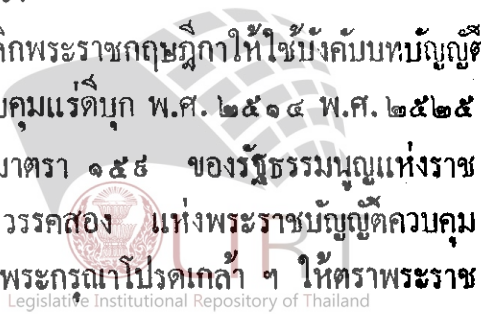 ลิกพระราชกฤษฎีกาให้ใช้บังคับบทบัญญัติ
บคุมแร่ดีบุก พ.ศ. ๒๕๑๔ พ.ศ. ๒๕๒๕
มาตรา ๑๕๙ ของรัฐธรรมนูญแห่งราช
วรรคสอง แห่งพระราชบัญญัติควบคุม
พระกรุณาโปรดเกล้า ๆ ให้ตราพระราช
Legislative Institutional Repository of Thailand